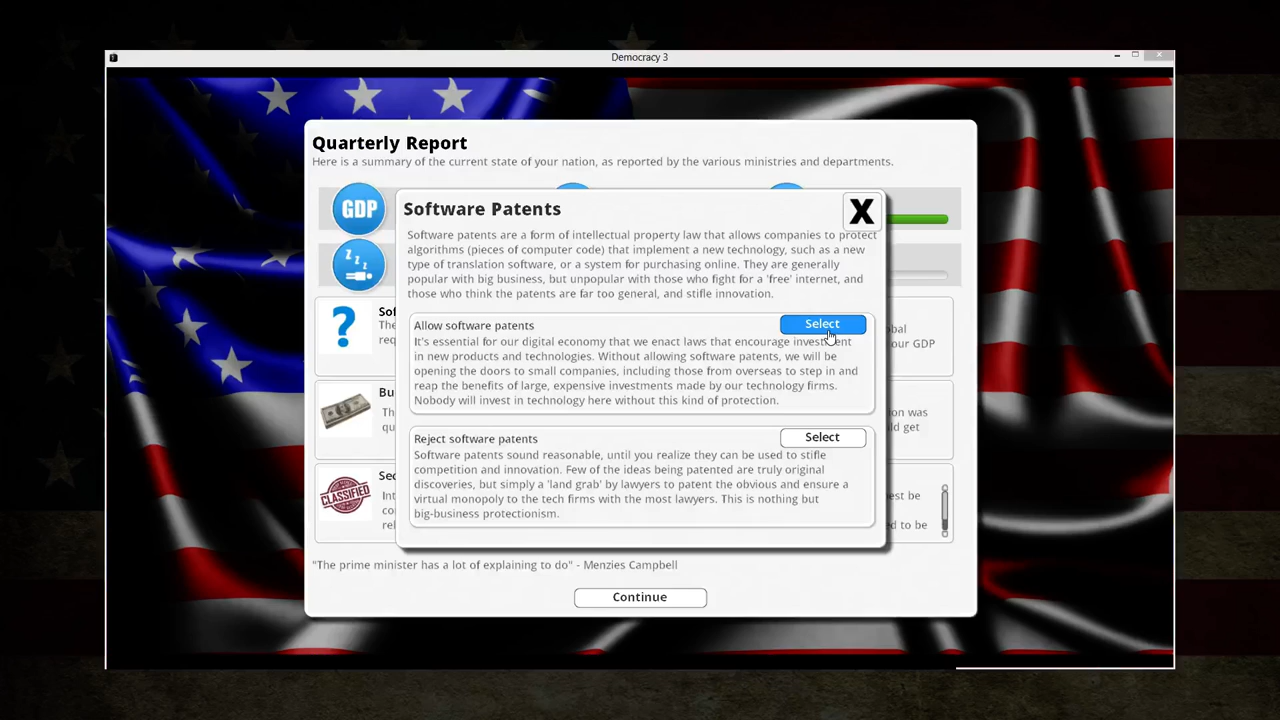 Democracy 3
Quarterly Report
Here is a summary of the current state of your nation, as reported by the various ministries and departments.
GDP
Software Patents
X
Software patents are a form of intellectual property law that allows companies to protect
algorithms (pieces of computer code) that implement a new technology, such as a new
type of translation software, or a system for purchasing online. They are generally
popular with big business, but unpopular with those who fight for a 'free' internet, and
those who think the patents are far too general, and stifle innovation.
Allow software patents
Select
It's essential for our digital economy that we enact laws that encourage investment
in new products and technologies. Without allowing software patents, we will be
opening the doors to small companies, including those from overseas to step in and
reap the benefits of large, expensive investments made by our technology firms.
Nobody will invest in technology here without this kind of protection.
Reject software patents
Select
Software patents sound reasonable, until you realize they can be used to stifle
competition and innovation. Few of the ideas being patented are truly original
discoveries, but simply a 'land grab' by lawyers to patent the obvious and ensure a
virtual monopoly to the tech firms with the most lawyers. This is nothing but
big-business protectionism.
our GDP
on was
d get
CLASSIFIED
est be
d to be
"The prime minister has a lot of explaining to do" - Menzies Campbell
Continue